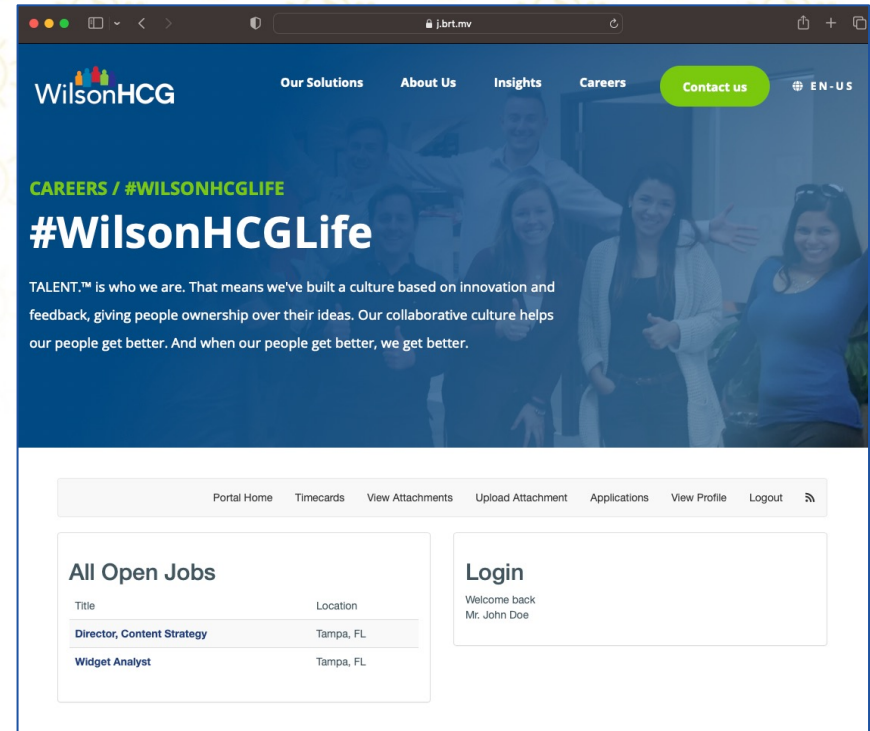 j.brt.mv
WilsonHCG
Our Solutions About Us Insights Careers Contact us EN-US
CAREERS / #WILSONHCGLIFE
#WilsonHCGLife
TALENT.™ is who we are. That means we've built a culture based on innovation and
feedback, giving people ownership over their ideas. Our collaborative culture helps
our people get better. And when our people get better, we get better.
Portal Home Timecards View Attachments Upload Attachment Applications View Profile Logout
All Open Jobs
Title Location
Director, Content Strategy Tampa, FL
Widget Analyst Tampa, FL
Login
Welcome back
Mr. John Doe